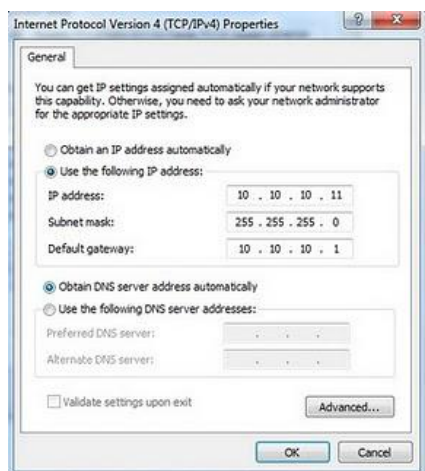 Internet Protocol Version 4 (TCP/IPv4) Properties
General
You can get IP settings assigned automatically if your network supports
this capability. Otherwise, you need to ask your network administrator
for the appropriate IP settings.
Obtain an IP address automatically
Use the following IP address:
IP address: 10 . 10 . 10 . 11
Subnet mask: 255 . 255 . 255 . 0
Default gateway: 10 . 10 . 10 . 1
Obtain DNS server address automatically
Use the following DNS server addresses:
Preferred DNS server: . . .
Alternate DNS server: . . .
Validate settings upon exit
Advanced...
OK Cancel